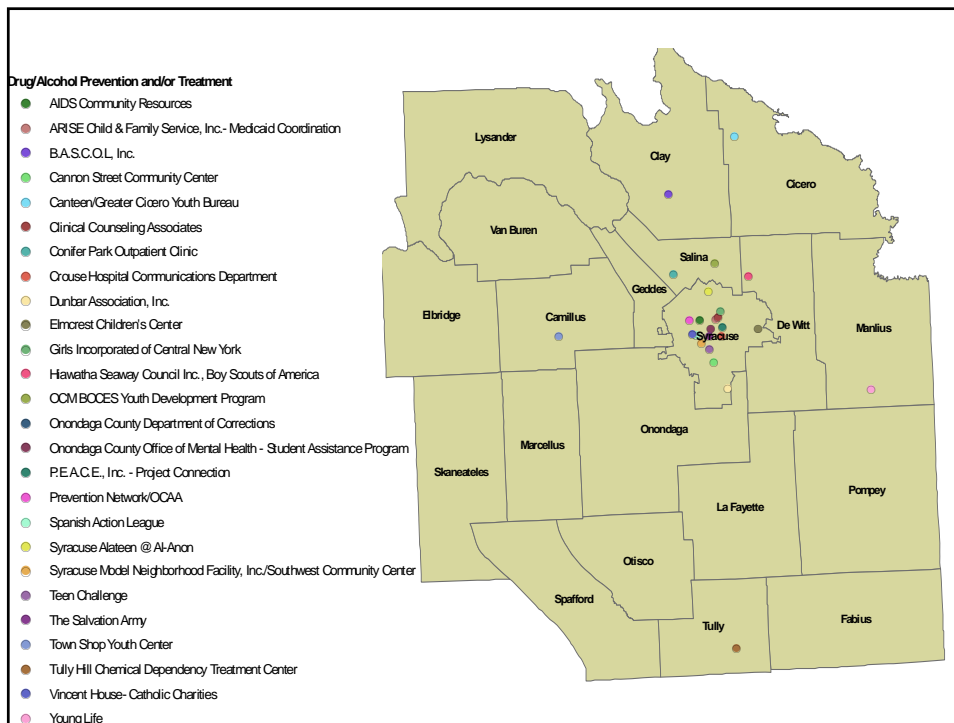 Drug/Alcohol Prevention and/or Treatment
AIDS Community Resources
ARISE Child & Family Service, Inc.- Medicaid Coordination
B.A.S.C.O.L, Inc.
Cannon Street Community Center
Canteen/Greater Cicero Youth Bureau
Clinical Counseling Associates
Conifer Park Outpatient Clinic
Crouse Hospital Communications Department
Dunbar Association, Inc.
Elmcrest Children's Center
Girls Incorporated of Central New York
Hiawatha Seaway Council Inc., Boy Scouts of America
OCM BOCES Youth Development Program
Onondaga County Department of Corrections
Onondaga County Office of Mental Health - Student Assistance Program
P.E.A.C.E., Inc. - Project Connection
Prevention Network/OCAA
Spanish Action League
Syracuse Alateen @ Al-Anon
Syracuse Model Neighborhood Facility, Inc./Southwest Community Center
Teen Challenge
The Salvation Army
Town Shop Youth Center
Tully Hill Chemical Dependency Treatment Center
Vincent House- Catholic Charities
Young Life
Lysander
Clay
Cicero
Van Buren
Salina
Geddes
Elbridge
Camillus
Syracuse
De Witt
Manlius
Onondaga
Marcellus
Skaneateles
Pompey
La Fayette
Otisco
Spafford
Tully
Fabius